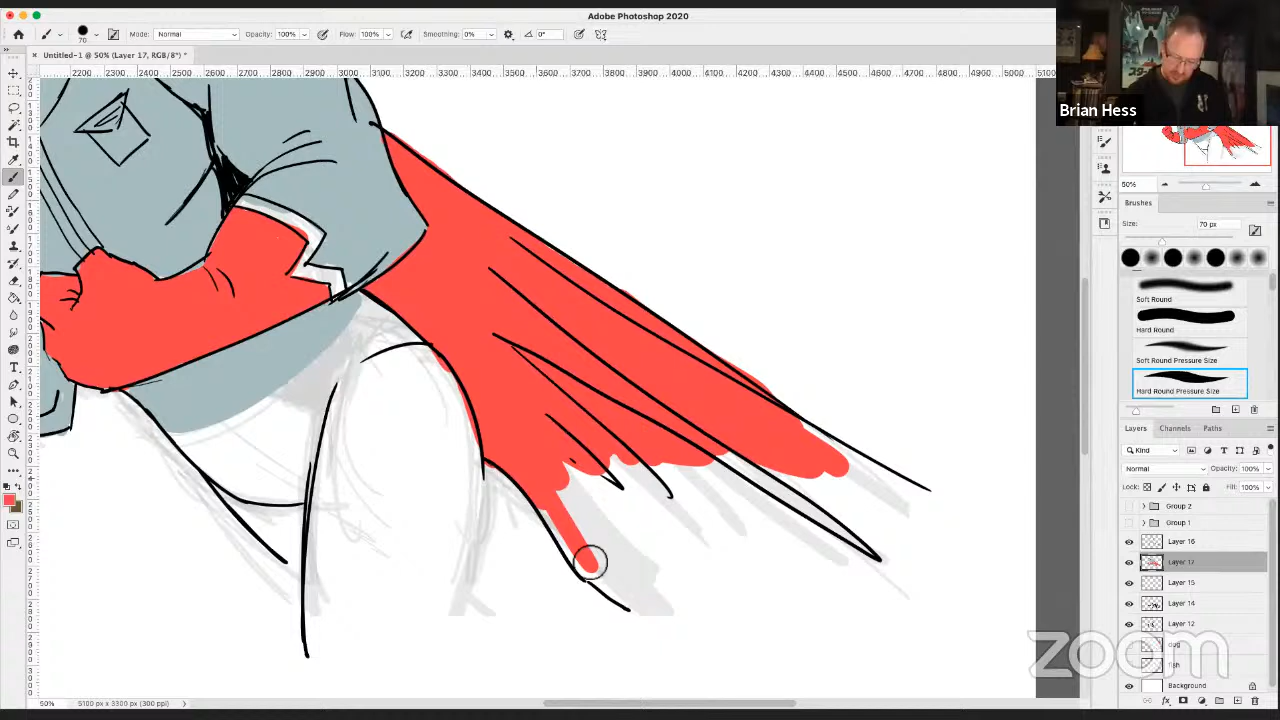 Adobe Photoshop 2020
70
Mode: Normal
Opacity: 100%
Flow: 100%
Smoothing: 0%
0°
Untitled-1 @ 50% (Layer 17, RGB/8*) *
2200 2300 2400 2500 2600 2700 2800 2900 3000 3100 3200 3300 3400 3500 3600 3700 3800 3900 4000 4100 4200 4300 4400 4500 4600 4700 4800 4900 5000 5100
Brian Hess
50%
Brushes
Size: 70 px
Soft Round
Hard Round
Soft Round Pressure Size
Hard Round Pressure Size
Layers Channels Paths
Kind
Normal Opacity: 100%
Lock: Fill: 100%
Group 2
Group 1
Layer 16
Layer 17
Layer 15
Layer 14
Layer 12
fish
Background
zoom
50% 5100 px x 3300 px (300 ppi)